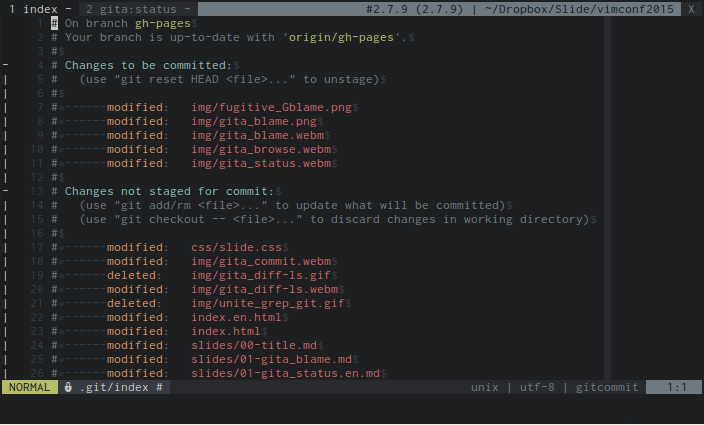 1 index - 2 gita:status - #2.7.9 (2.7.9) | ~/Dropbox/Slide/vimconf2015 X
1 # On branch gh-pages$
2 # Your branch is up-to-date with 'origin/gh-pages'.$
3 #$
- 4 # Changes to be committed:$
| 5 #   (use "git reset HEAD <file>..." to unstage)$
| 6 #$
| 7 #»------modified:   img/fugitive_Gblame.png$
| 8 #»------modified:   img/gita_blame.png$
| 9 #»------modified:   img/gita_blame.webm$
| 10 #»------modified:   img/gita_browse.webm$
| 11 #»------modified:   img/gita_status.webm$
| 12 #$
- 13 # Changes not staged for commit:$
| 14 #   (use "git add/rm <file>..." to update what will be committed)$
| 15 #   (use "git checkout -- <file>..." to discard changes in working directory)$
| 16 #$
| 17 #»------modified:   css/slide.css$
| 18 #»------modified:   img/gita_commit.webm$
| 19 #»------deleted:    img/gita_diff-ls.gif$
| 20 #»------modified:   img/gita_diff-ls.webm$
| 21 #»------deleted:    img/unite_grep_git.gif$
| 22 #»------modified:   index.en.html$
| 23 #»------modified:   index.html$
| 24 #»------modified:   slides/00-title.md$
| 25 #»------modified:   slides/01-gita_blame.md$
| 26 #»------modified:   slides/01-gita_status.en.md$
NORMAL .git/index # unix | utf-8 | gitcommit 1:1